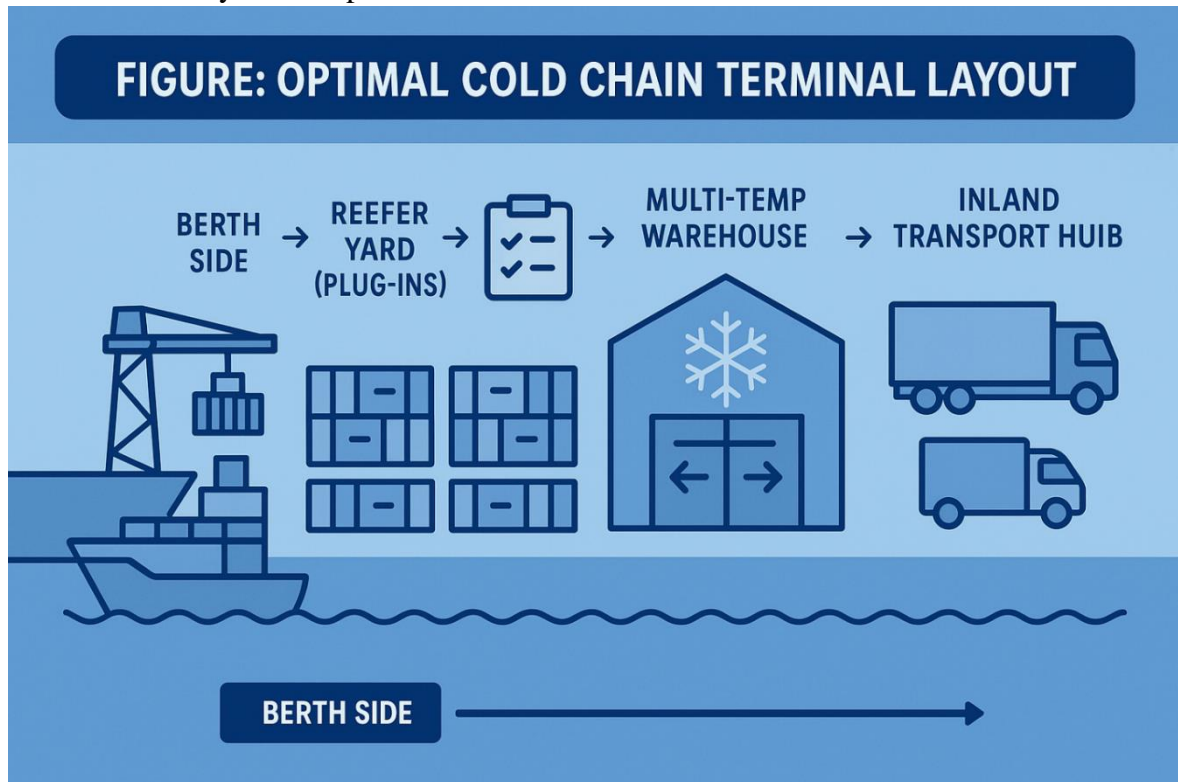 FIGURE: OPTIMAL COLD CHAIN TERMINAL LAYOUT
BERTH
SIDE
REEFER
YARD
(PLUG-INS)
MULTI-TEMP
WAREHOUSE
INLAND
TRANSPORT HUIB
BERTH SIDE